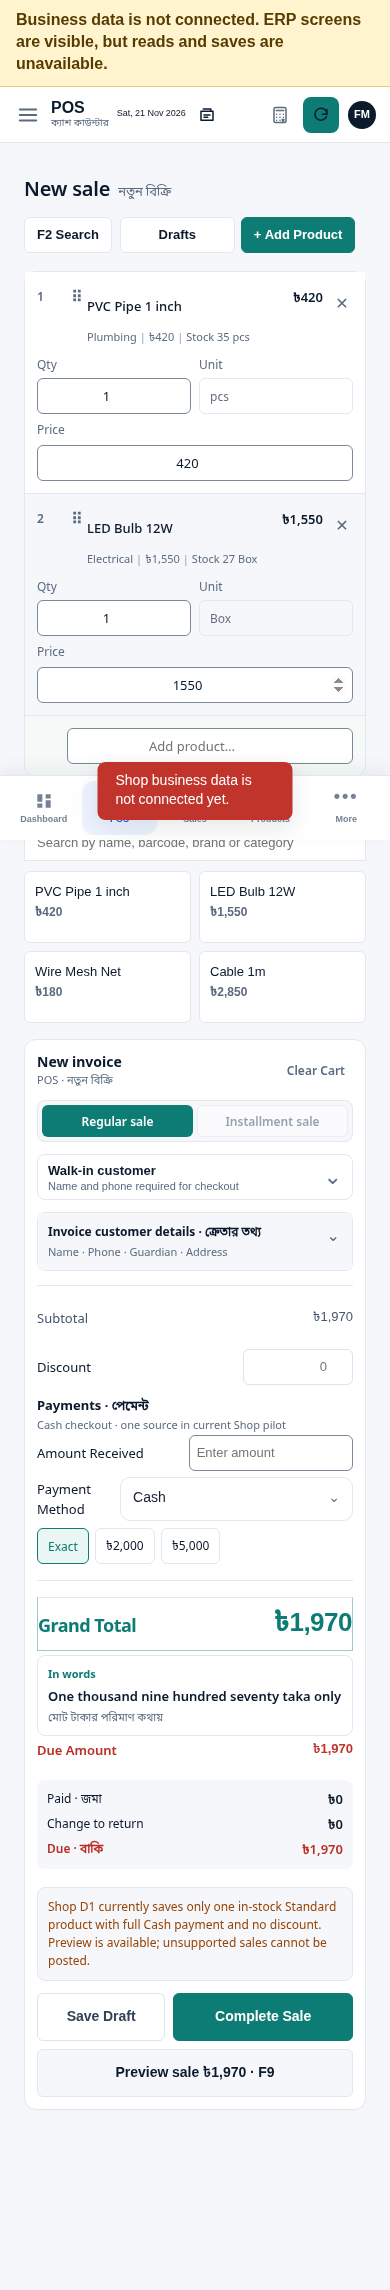 Business data is not connected. ERP screens
are visible, but reads and saves are
unavailable.
POS
ক্যাশ কাউন্টার
Sat, 21 Nov 2026
FM
New sale নতুন বিক্রি
F2 Search
Drafts
+ Add Product
1
PVC Pipe 1 inch
৳420
Plumbing | ৳420 | Stock 35 pcs
Qty
Unit
1
pcs
Price
420
2
LED Bulb 12W
৳1,550
Electrical | ৳1,550 | Stock 27 Box
Qty
Unit
1
Box
Price
1550
Add product...
Shop business data is
not connected yet.
Dashboard
More
Search by name, barcode, brand or category
PVC Pipe 1 inch
৳420
LED Bulb 12W
৳1,550
Wire Mesh Net
৳180
Cable 1m
৳2,850
New invoice
POS · নতুন বিক্রি
Clear Cart
Regular sale
Installment sale
Walk-in customer
Name and phone required for checkout
Invoice customer details · ক্রেতার তথ্য
Name · Phone · Guardian · Address
Subtotal
৳1,970
Discount
0
Payments · পেমেন্ট
Cash checkout · one source in current Shop pilot
Amount Received
Enter amount
Payment
Method
Cash
Exact
৳2,000
৳5,000
Grand Total
৳1,970
In words
One thousand nine hundred seventy taka only
মোট টাকার পরিমাণ কথায়
Due Amount
৳1,970
Paid · জমা
৳0
Change to return
৳0
Due · বাকি
৳1,970
Shop D1 currently saves only one in-stock Standard
product with full Cash payment and no discount.
Preview is available; unsupported sales cannot be
posted.
Save Draft
Complete Sale
Preview sale ৳1,970 · F9